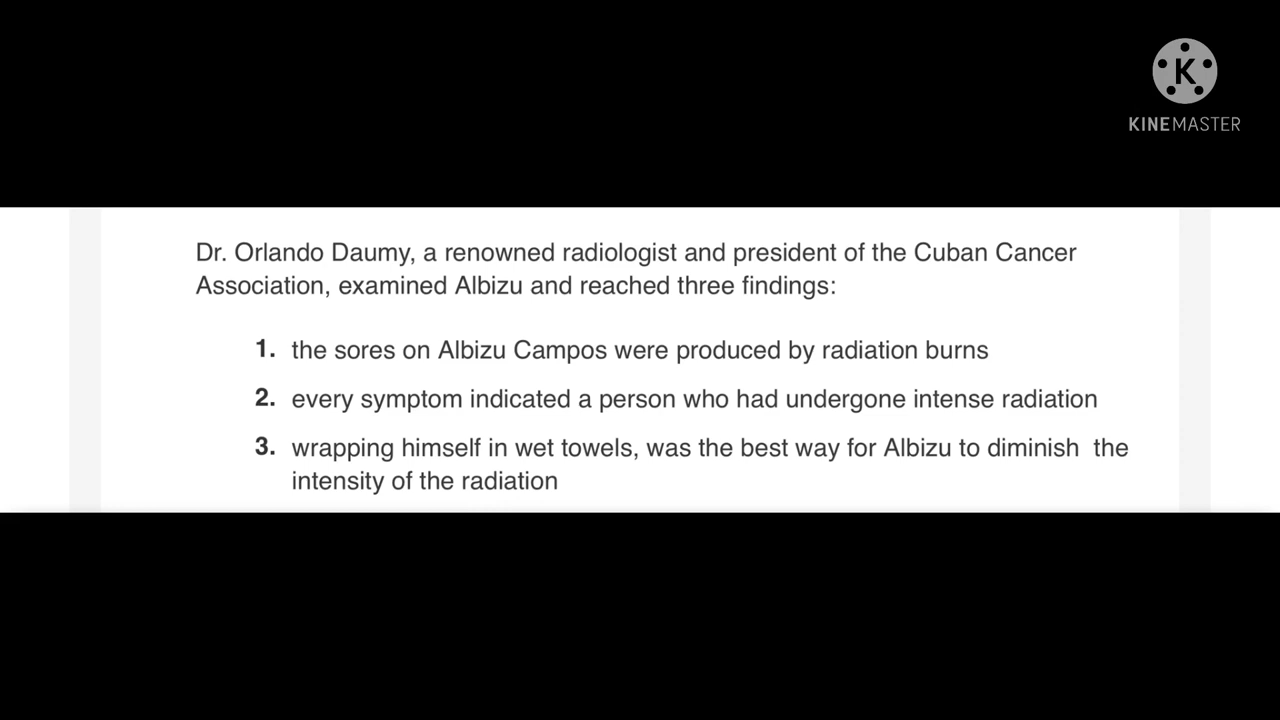 K
KINEMASTER
Dr. Orlando Daumy, a renowned radiologist and president of the Cuban Cancer
Association, examined Albizu and reached three findings:
1. the sores on Albizu Campos were produced by radiation burns
2. every symptom indicated a person who had undergone intense radiation
3. wrapping himself in wet towels, was the best way for Albizu to diminish  the
intensity of the radiation